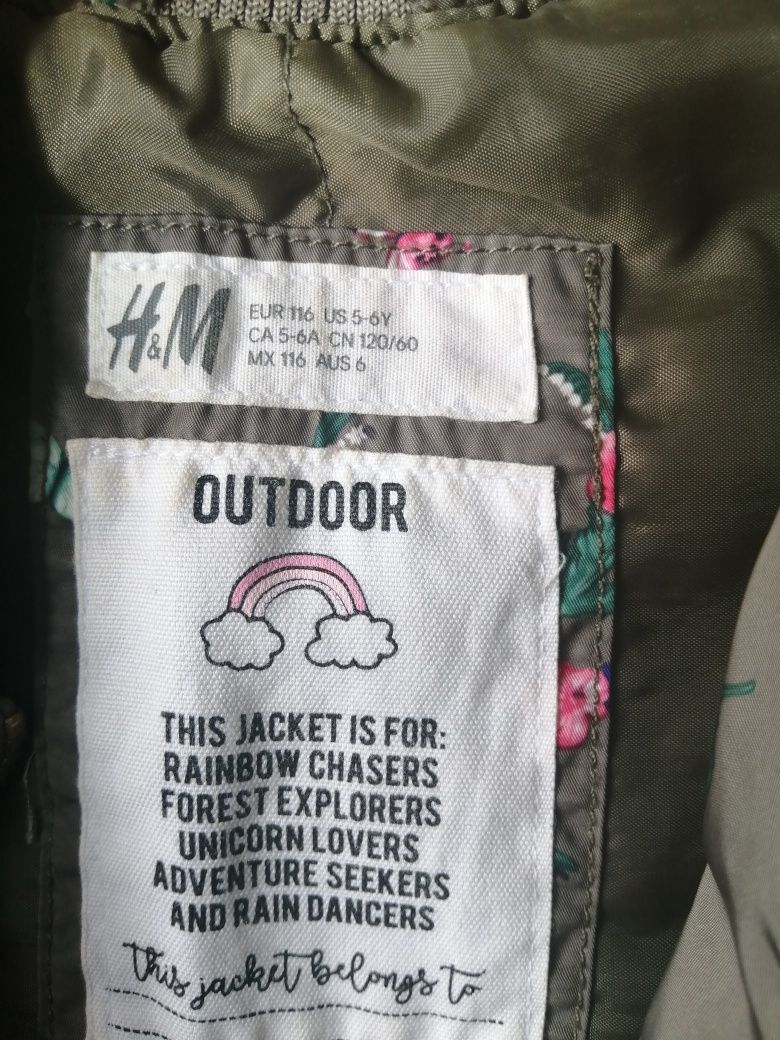 H&M
EUR 116 US 5-6Y
CA 5-6A CN 120/60
MX 116 AUS 6
OUTDOOR
THIS JACKET IS FOR:
RAINBOW CHASERS
FOREST EXPLORERS
UNICORN LOVERS
ADVENTURE SEEKERS
AND RAIN DANCERS
this jacket belongs to